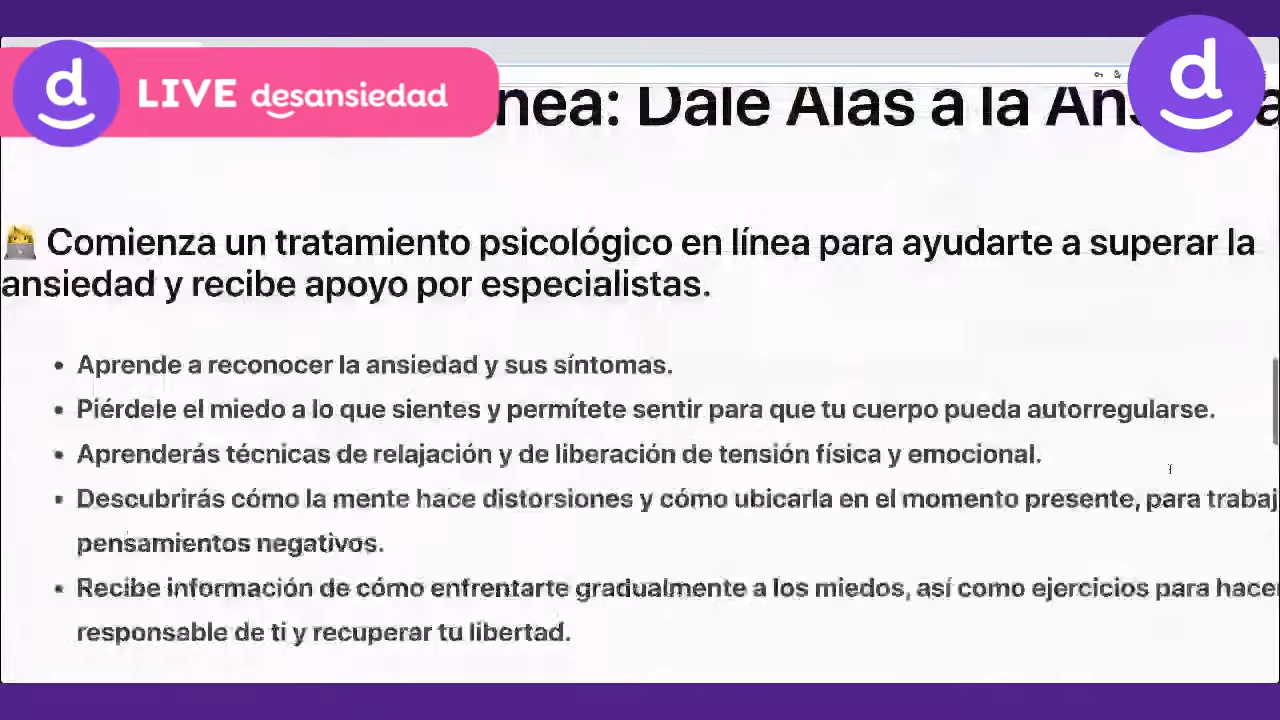 LIVE desansiedad
nea: Dale Alas a la
Comienza un tratamiento psicológico en línea para ayudarte a superar la
ansiedad y recibe apoyo por especialistas.
• Aprende a reconocer la ansiedad y sus síntomas.
• Piérdele el miedo a lo que sientes y permítete sentir para que tu cuerpo pueda autorregularse.
• Aprenderás técnicas de relajación y de liberación de tensión física y emocional.
• Descubrirás cómo la mente hace distorsiones y cómo ubicarla en el momento presente, para trabaj
pensamientos negativos.
• Recibe información de cómo enfrentarte gradualmente a los miedos, así como ejercicios para hace
responsable de ti y recuperar tu libertad.